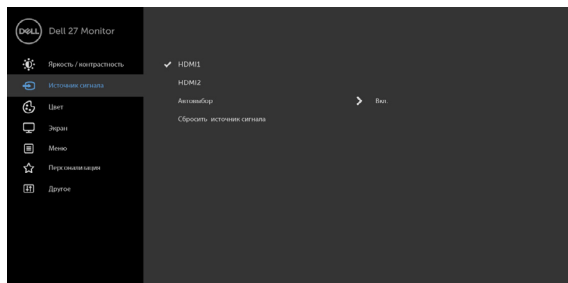 DELL Dell 27 Monitor
Яркость / контрастность
HDMI1
Источник сигнала
HDMI2
Цвет
Автовыбор Вкл.
Сбросить источник сигнала
Экран
Меню
Персонализация
Другое